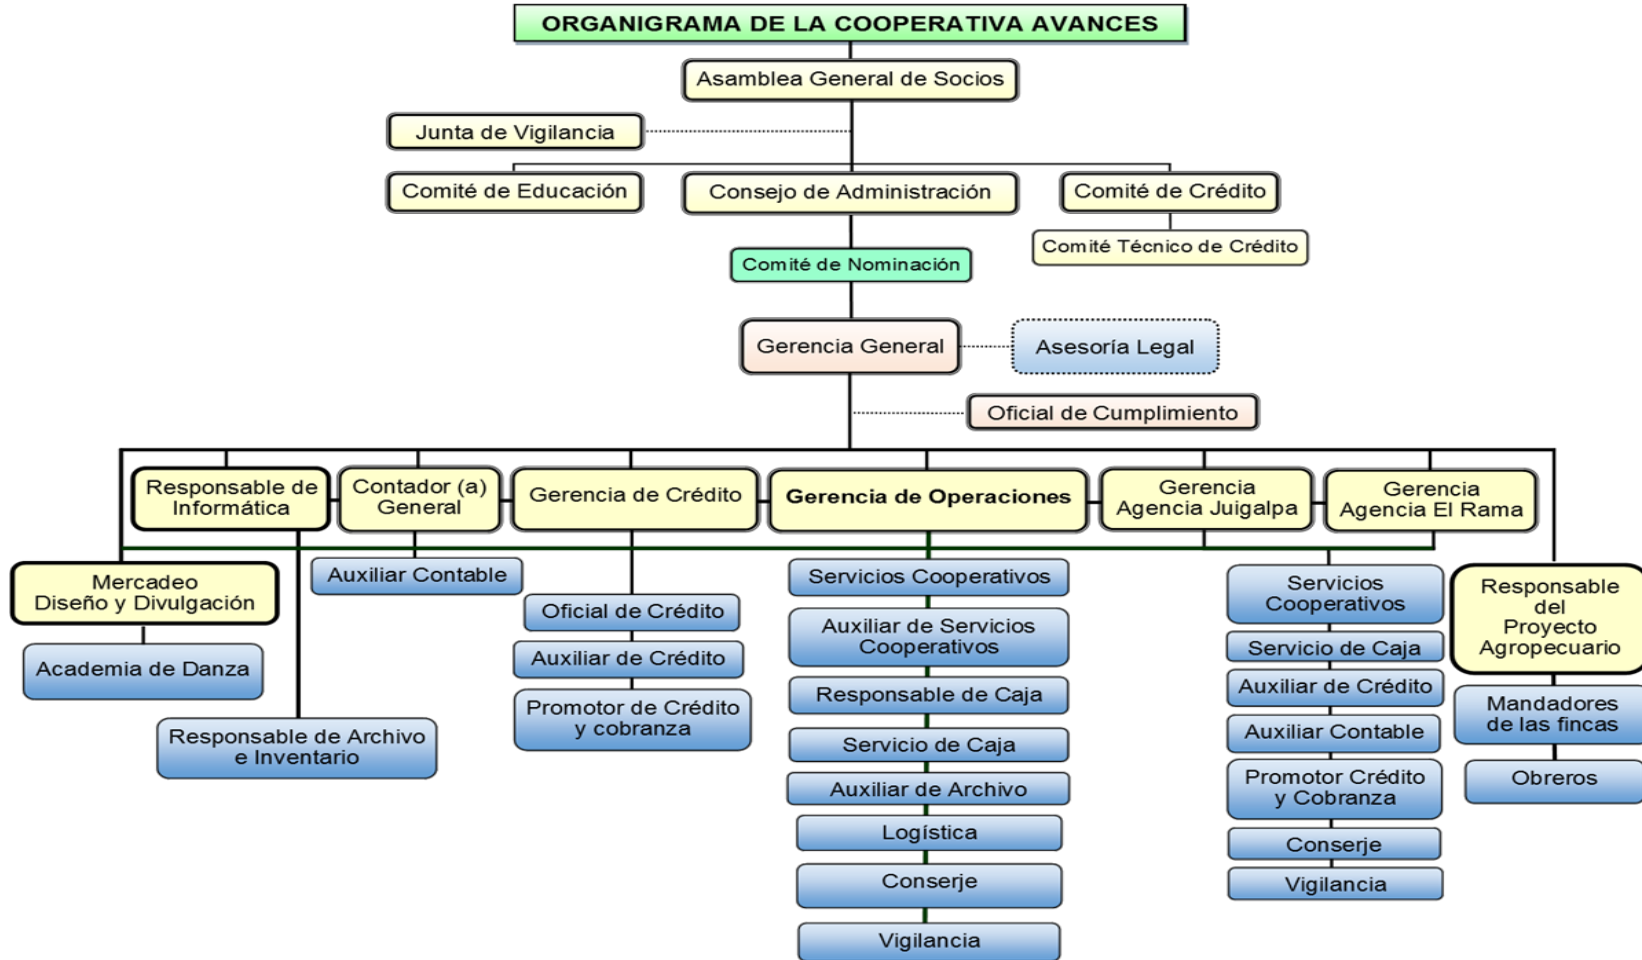 ORGANIGRAMA DE LA COOPERATIVA AVANCES
Asamblea General de Socios
Junta de Vigilancia
Comité de Educación
Consejo de Administración
Comité de Crédito
Comité Técnico de Crédito
Comité de Nominación
Gerencia General
Asesoría Legal
Oficial de Cumplimiento
Responsable de
Informática
Contador (a)
General
Gerencia de Crédito
Gerencia de Operaciones
Gerencia
Agencia Juigalpa
Gerencia
Agencia El Rama
Mercadeo
Diseño y Divulgación
Academia de Danza
Responsable de Archivo
e Inventario
Auxiliar Contable
Oficial de Crédito
Auxiliar de Crédito
Promotor de Crédito
y cobranza
Servicios Cooperativos
Auxiliar de Servicios
Cooperativos
Responsable de Caja
Servicio de Caja
Auxiliar de Archivo
Logística
Conserje
Vigilancia
Servicios
Cooperativos
Servicio de Caja
Auxiliar de Crédito
Auxiliar Contable
Promotor Crédito
y Cobranza
Conserje
Vigilancia
Responsable
del
Proyecto
Agropecuario
Mandadores
de las fincas
Obreros